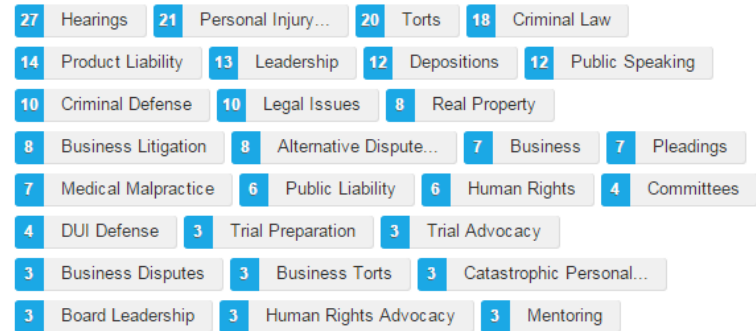 27 Hearings 21 Personal Injury... 20 Torts 18 Criminal Law
14 Product Liability 13 Leadership 12 Depositions 12 Public Speaking
10 Criminal Defense 10 Legal Issues 8 Real Property
8 Business Litigation 8 Alternative Dispute... 7 Business 7 Pleadings
7 Medical Malpractice 6 Public Liability 6 Human Rights 4 Committees
4 DUI Defense 3 Trial Preparation 3 Trial Advocacy
3 Business Disputes 3 Business Torts 3 Catastrophic Personal...
3 Board Leadership 3 Human Rights Advocacy 3 Mentoring